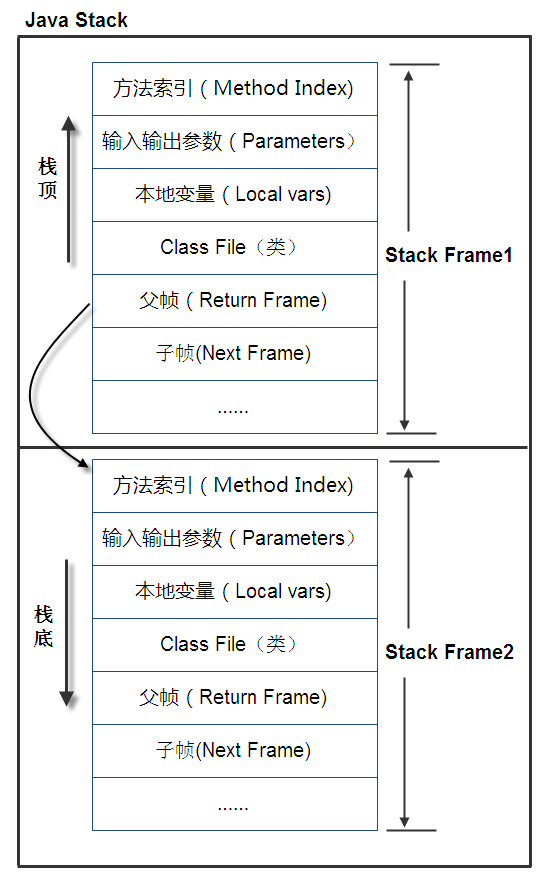 Java Stack
方法索引 ( Method Index)
输入输出参数 ( Parameters）
本地变量 ( Local vars)
Class File（类）
父帧 ( Return Frame)
子帧(Next Frame)
......
栈顶
Stack Frame1
方法索引 ( Method Index)
输入输出参数 ( Parameters）
本地变量 ( Local vars)
Class File（类）
父帧 ( Return Frame)
子帧(Next Frame)
......
栈底
Stack Frame2